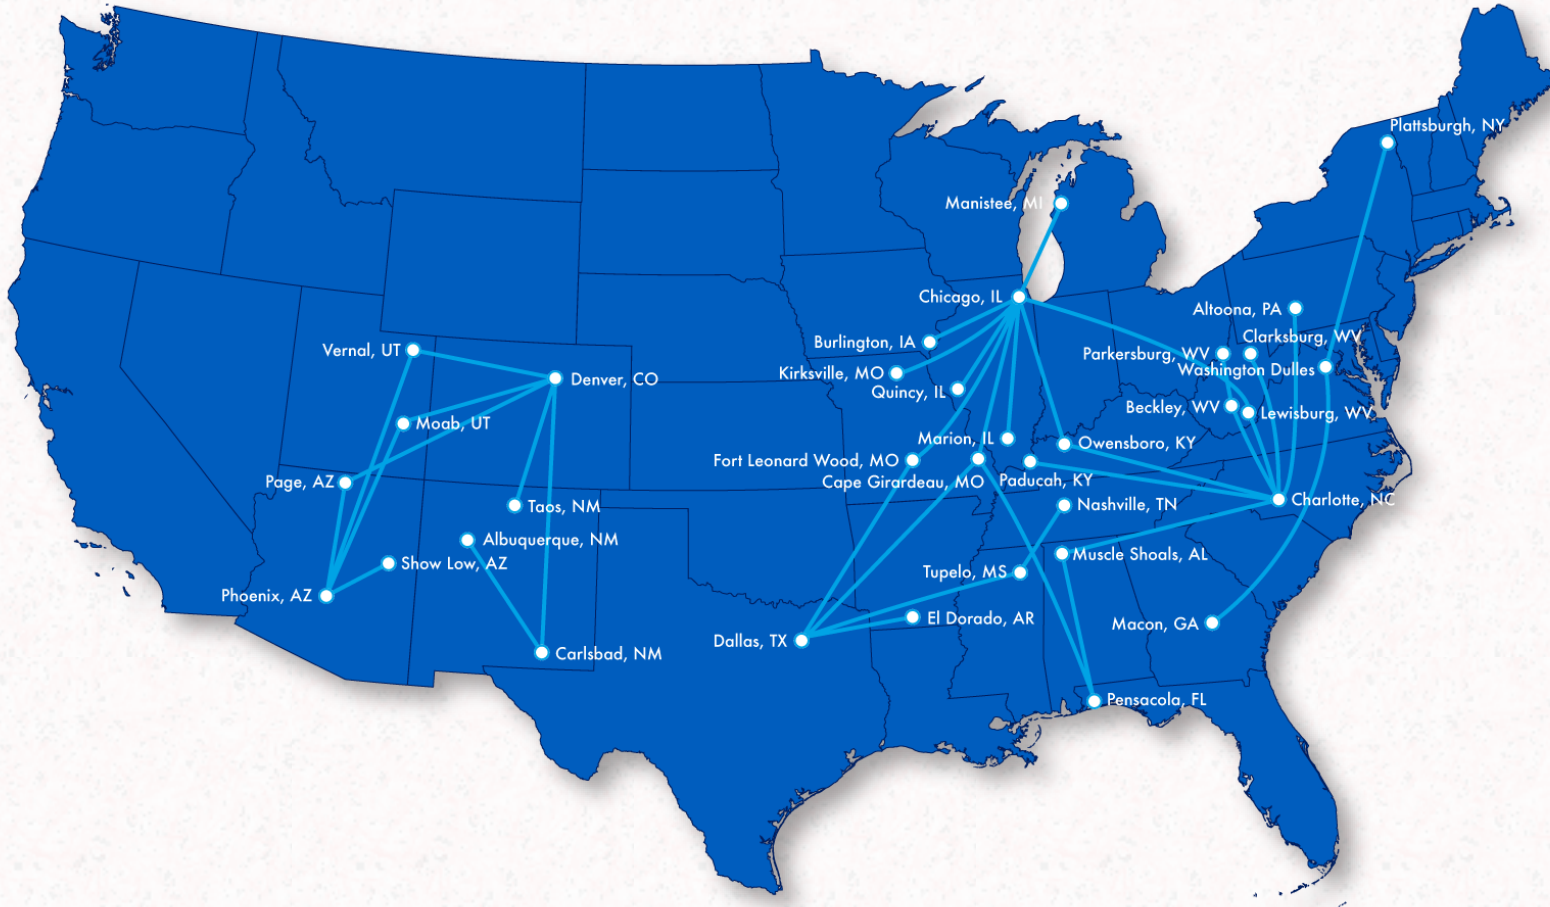 Plattsburgh, NY
Manistee, MI
Chicago, IL
Altoona, PA
Burlington, IA
Clarksburg, WV
Vernal, UT
Parkersburg, WV
Washington Dulles
Kirksville, MO
Denver, CO
Quincy, IL
Beckley, WV
Lewisburg, WV
Moab, UT
Marion, IL
Owensboro, KY
Fort Leonard Wood, MO
Page, AZ
Cape Girardeau, MO
Paducah, KY
Charlotte, NC
Taos, NM
Nashville, TN
Albuquerque, NM
Muscle Shoals, AL
Show Low, AZ
Tupelo, MS
Phoenix, AZ
El Dorado, AR
Macon, GA
Dallas, TX
Carlsbad, NM
Pensacola, FL